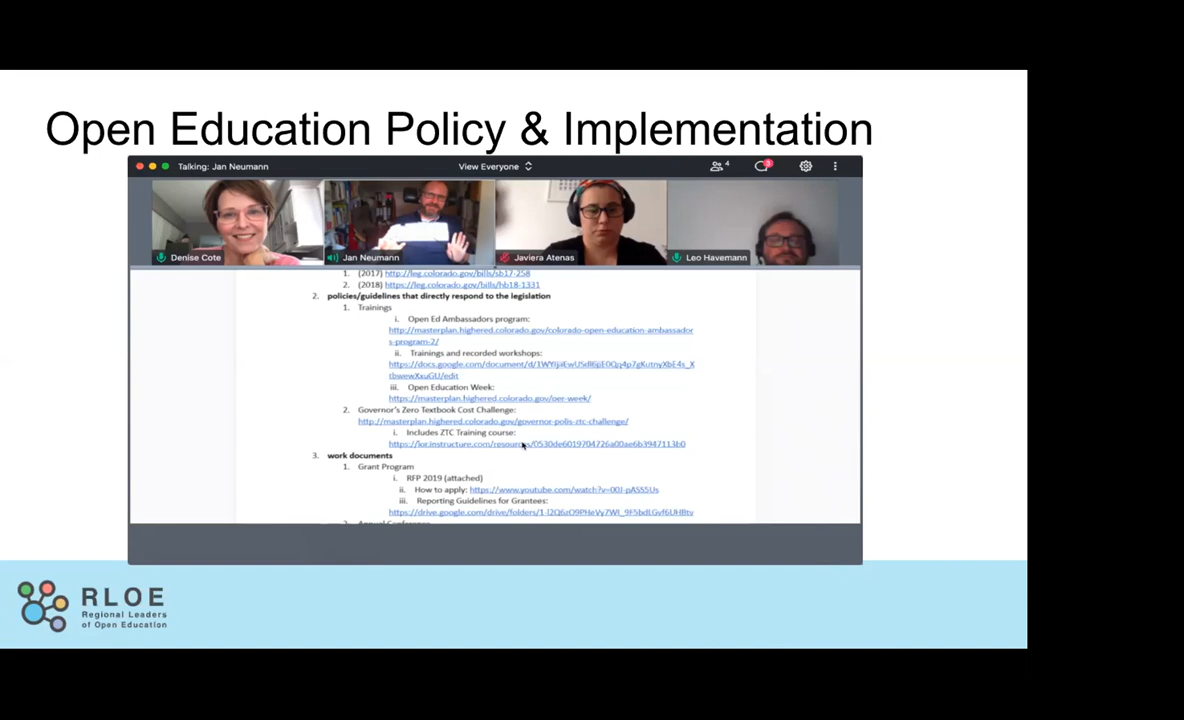 Open Education Policy & Implementation
Talking: Jan Neumann
View Everyone
4
3
Denise Cote
Jan Neumann
Javiera Atenas
Leo Havemann
1. (2017) http://leg.colorado.gov/bills/sb17-258
2. (2018) https://leg.colorado.gov/bills/hb18-1331
2. policies/guidelines that directly respond to the legislation
1. Trainings
i. Open Ed Ambassadors program:
http://masterplan.highered.colorado.gov/colorado-open-education-ambassador
s-program-2/
ii. Trainings and recorded workshops:
iii. Open Education Week:
https://masterplan.highered.colorado.gov/oer-week/
2. Governor's Zero Textbook Cost Challenge:
http://masterplan.highered.colorado.gov/governor-polis-ztc-challenge/
i. Includes ZTC Training course:
3. work documents
1. Grant Program
i. RFP 2019 (attached)
ii. How to apply:
iii. Reporting Guidelines for Grantees:
2. Annual Conference
RLOE
Regional Leaders
of Open Education